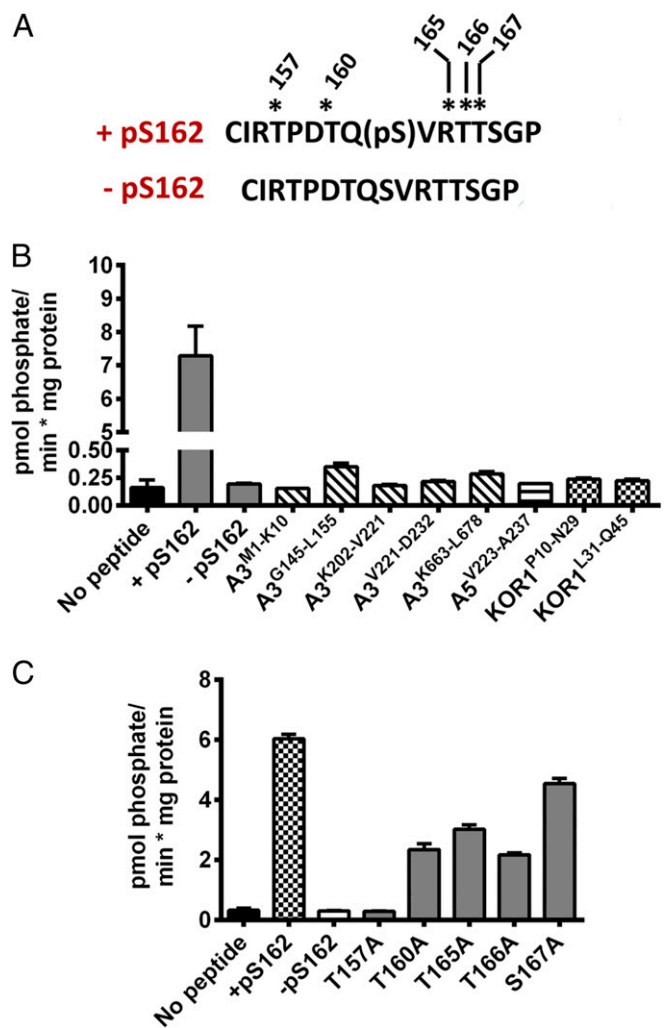 A
165 166 167
* 157 * 160 * * *
+ pS162 CIRTPDTQ(pS)VRTTSGP
- pS162 CIRTPDTQSVRTTSGP
B
pmol phosphate/
min * mg protein
10
9
8
7
6
5
0.50
0.25
0.00
No peptide
+ pS162
- pS162
A3M1-K10
A3G145-L155
A3K202-V221
A3V221-D232
A3K663-L678
A5V223-A237
KOR1P10-N29
KOR1L31-Q45
C
pmol phosphate/
min * mg protein
8
6
4
2
0
No peptide
+pS162
-pS162
T157A
T160A
T165A
T166A
S167A